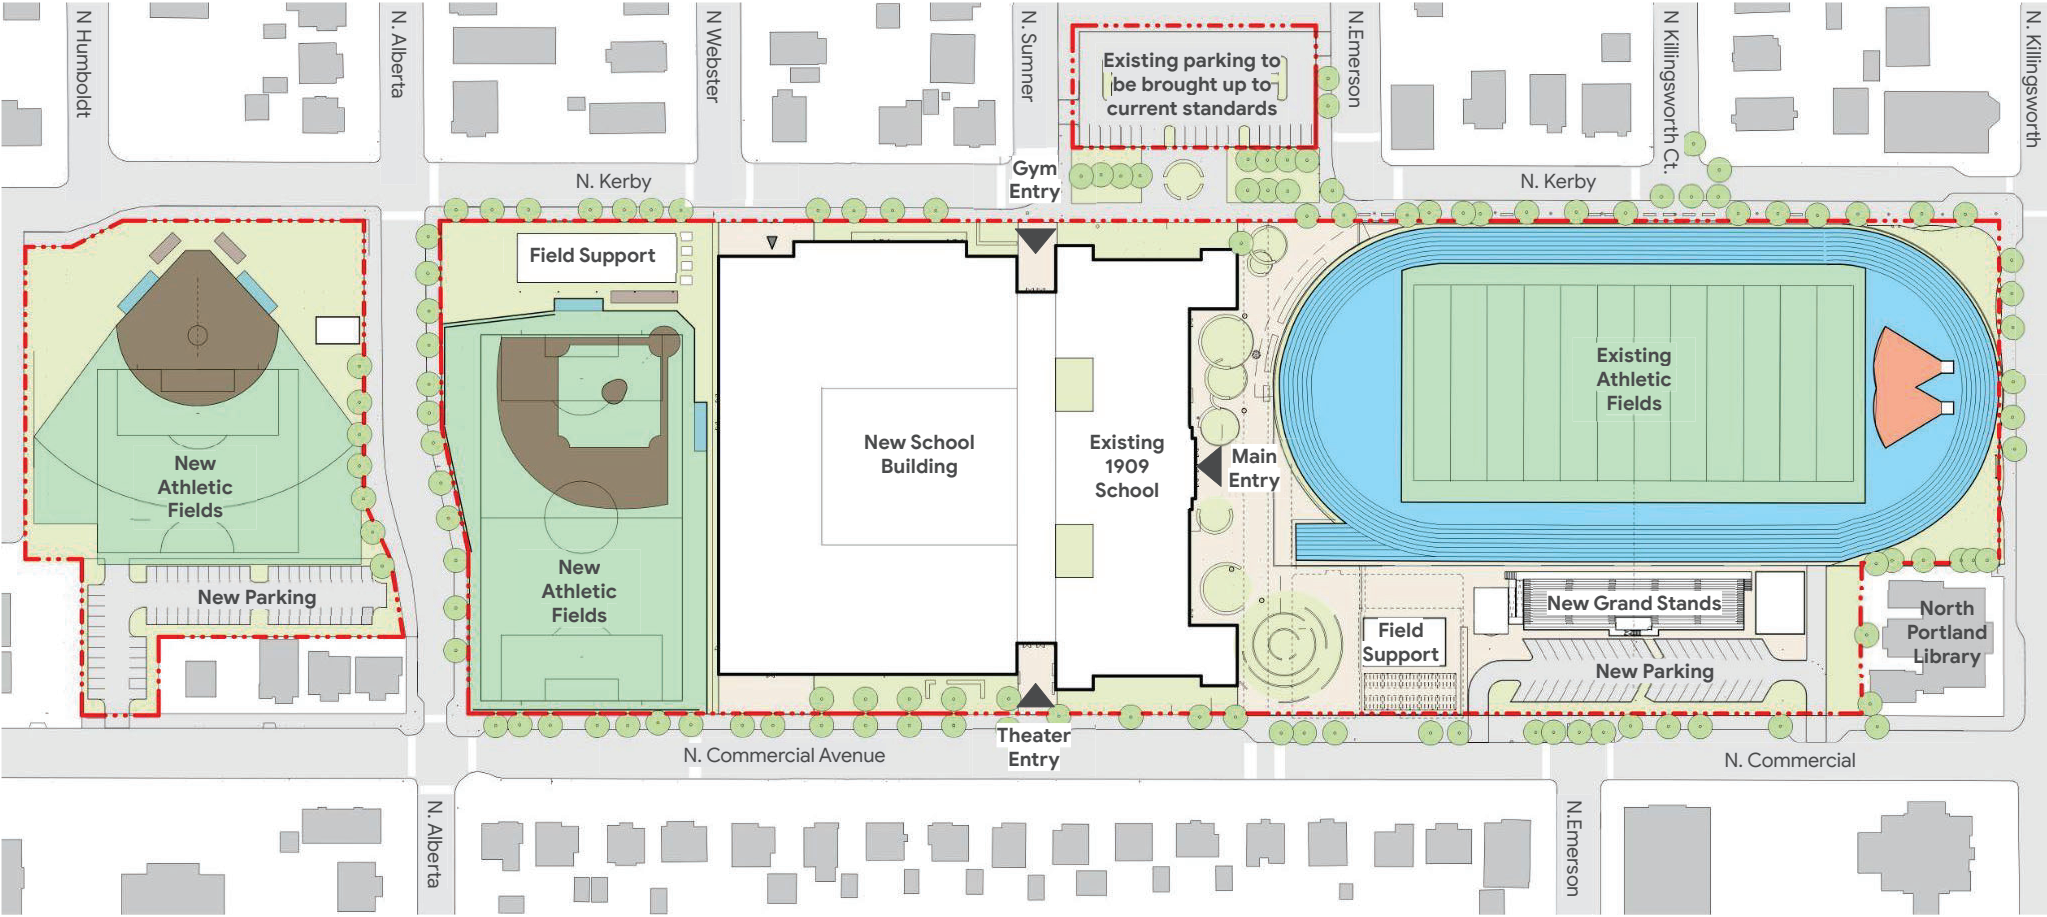 N Humboldt
N. Alberta
N Webster
N. Sumner
N.Emerson
N Killingsworth Ct.
N. Killingsworth
Existing parking to
be brought up to
current standards
N. Kerby
Gym
Entry
N. Kerby
Field Support
New
Athletic
Fields
New Parking
New
Athletic
Fields
New School
Building
Existing
1909
School
Main
Entry
Existing
Athletic
Fields
New Grand Stands
Field
Support
New Parking
North
Portland
Library
Theater
Entry
N. Commercial Avenue
N. Commercial
N. Alberta
N.Emerson